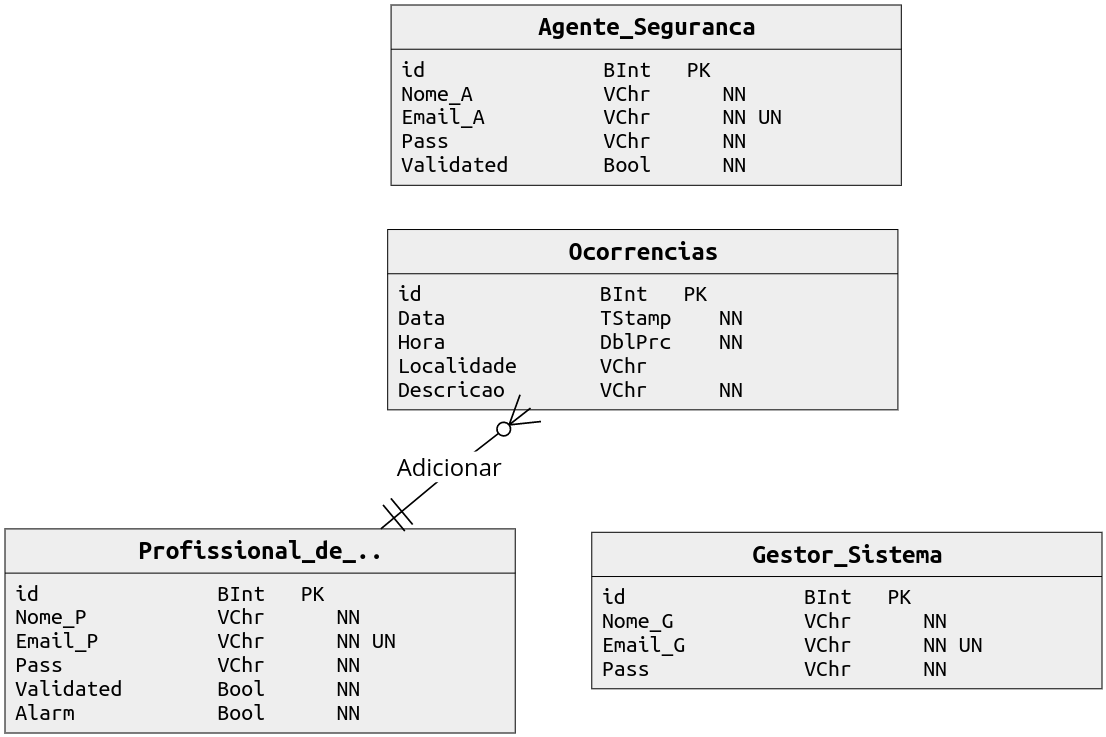 Agente_Seguranca
id BInt PK
Nome_A VChr NN
Email_A VChr NN UN
Pass VChr NN
Validated Bool NN
Ocorrencias
id BInt PK
Data TStamp NN
Hora DblPrc NN
Localidade VChr
Descricao VChr NN
Adicionar
Profissional_de_..
id BInt PK
Nome_P VChr NN
Email_P VChr NN UN
Pass VChr NN
Validated Bool NN
Alarm Bool NN
Gestor_Sistema
id BInt PK
Nome_G VChr NN
Email_G VChr NN UN
Pass VChr NN